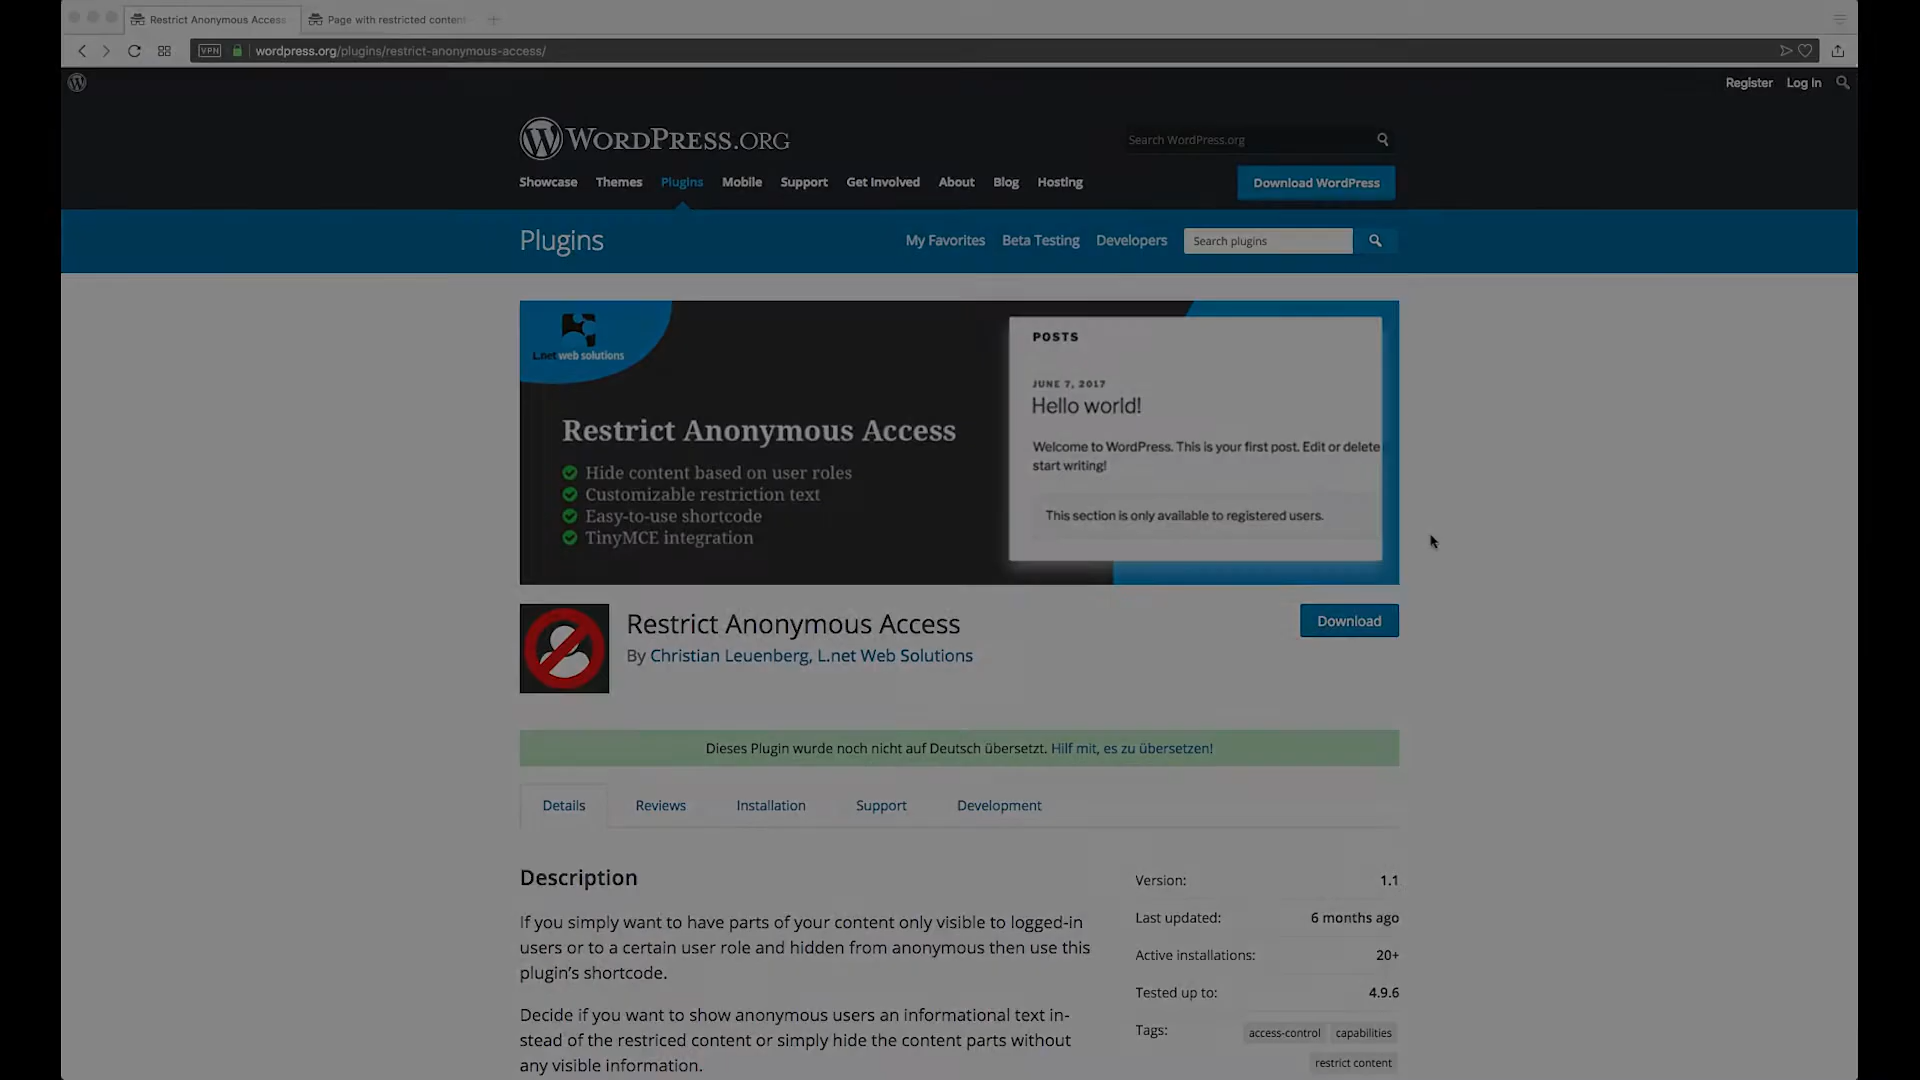 Restrict Anonymous Access
Page with restricted content
VPN
wordpress.org/plugins/restrict-anonymous-access/
Register
Log In
WORDPRESS.ORG
Search WordPress.org
Showcase
Themes
Plugins
Mobile
Support
Get Involved
About
Blog
Hosting
Download WordPress
Plugins
My Favorites
Beta Testing
Developers
Search plugins
L.net web solutions
Restrict Anonymous Access
Hide content based on user roles
Customizable restriction text
Easy-to-use shortcode
TinyMCE integration
POSTS
JUNE 7, 2017
Hello world!
Welcome to WordPress. This is your first post. Edit or delete
start writing!
This section is only available to registered users.
Restrict Anonymous Access
By Christian Leuenberg, L.net Web Solutions
Download
Dieses Plugin wurde noch nicht auf Deutsch übersetzt. Hilf mit, es zu übersetzen!
Details
Reviews
Installation
Support
Development
Description
If you simply want to have parts of your content only visible to logged-in
users or to a certain user role and hidden from anonymous then use this
plugin's shortcode.
Decide if you want to show anonymous users an informational text in-
stead of the restriced content or simply hide the content parts without
any visible information.
Version: 1.1
Last updated: 6 months ago
Active installations: 20+
Tested up to: 4.9.6
Tags: access-control capabilities
restrict content